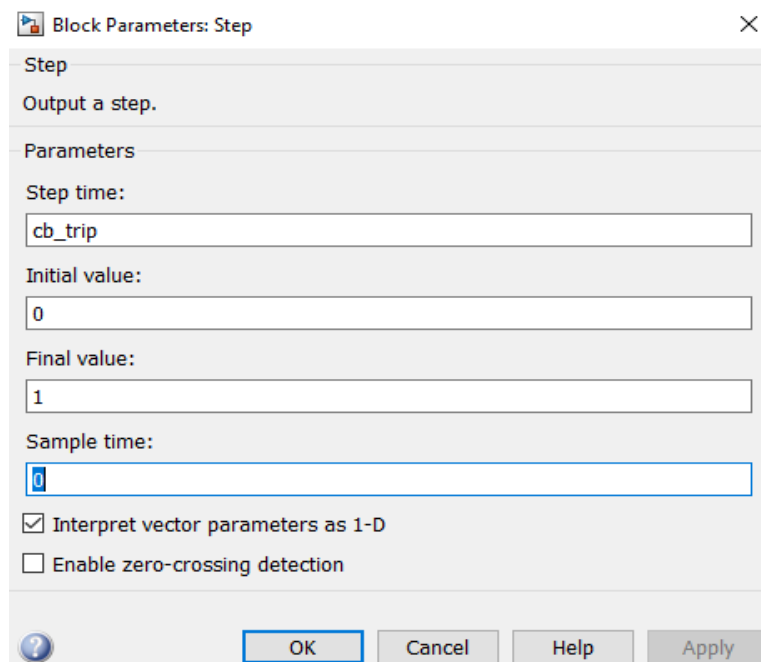 Block Parameters: Step
Step
Output a step.
Parameters
Step time:
cb_trip
Initial value:
0
Final value:
1
Sample time:
0
Interpret vector parameters as 1-D
Enable zero-crossing detection
? OK Cancel Help Apply